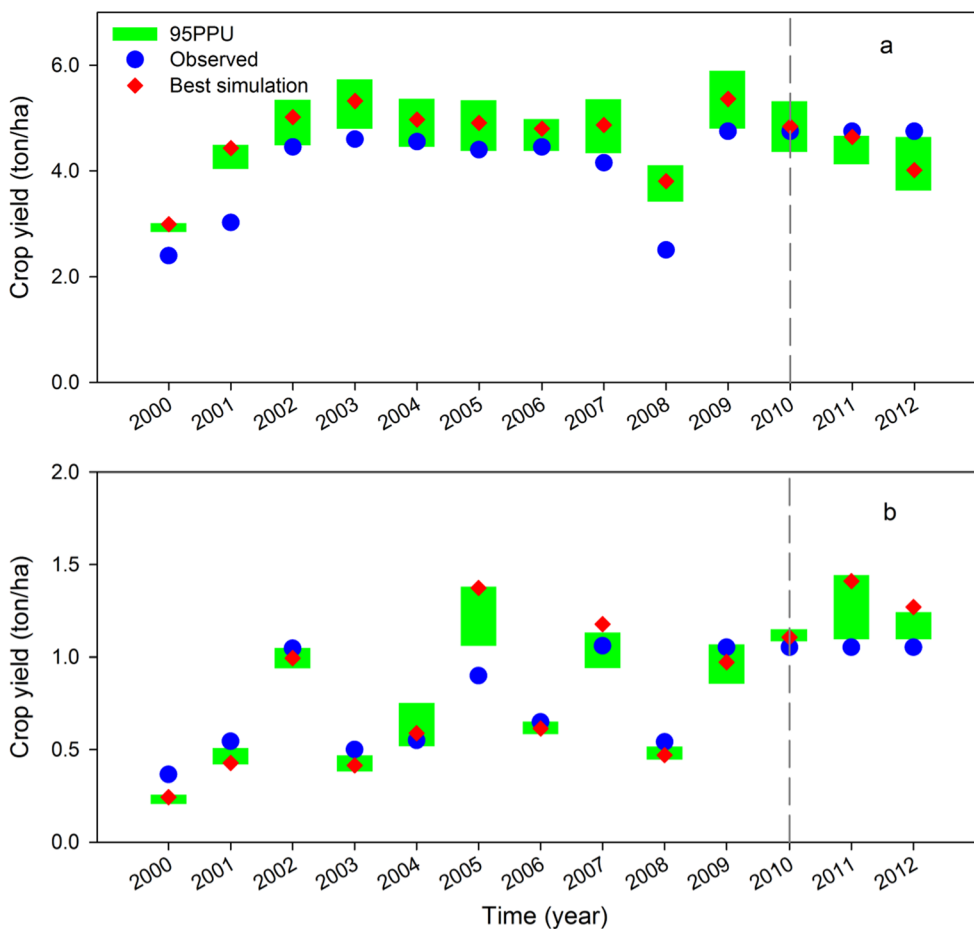 95PPU
Observed
Best simulation
a
Crop yield (ton/ha)
6.0
4.0
2.0
0.0
2000 2001 2002 2003 2004 2005 2006 2007 2008 2009 2010 2011 2012
b
Crop yield (ton/ha)
2.0
1.5
1.0
0.5
0.0
2000 2001 2002 2003 2004 2005 2006 2007 2008 2009 2010 2011 2012
Time (year)